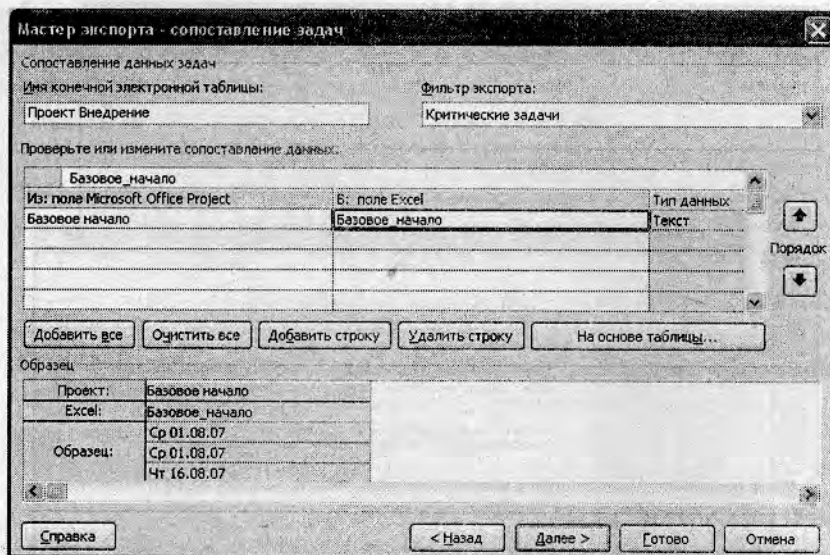 Мастер экспорта - сопоставление задач
Сопоставление данных задач
Имя конечной электронной таблицы: Фильтр экспорта:
Проект Внедрение Критические задачи
Проверьте или измените сопоставление данных:
Базовое_начало
Из: поле Microsoft Office Project В: поле Excel Тип данных
Базовое начало Базовое_начало Текст
Порядок
Добавить все Очистить все Добавить строку Удалить строку На основе таблицы...
Образец
Проект: Базовое начало
Excel: Базовое_начало
Образец: Ср 01.08.07
Ср 01.08.07
Чт 16.08.07
Справка < Назад Далее > Готово Отмена